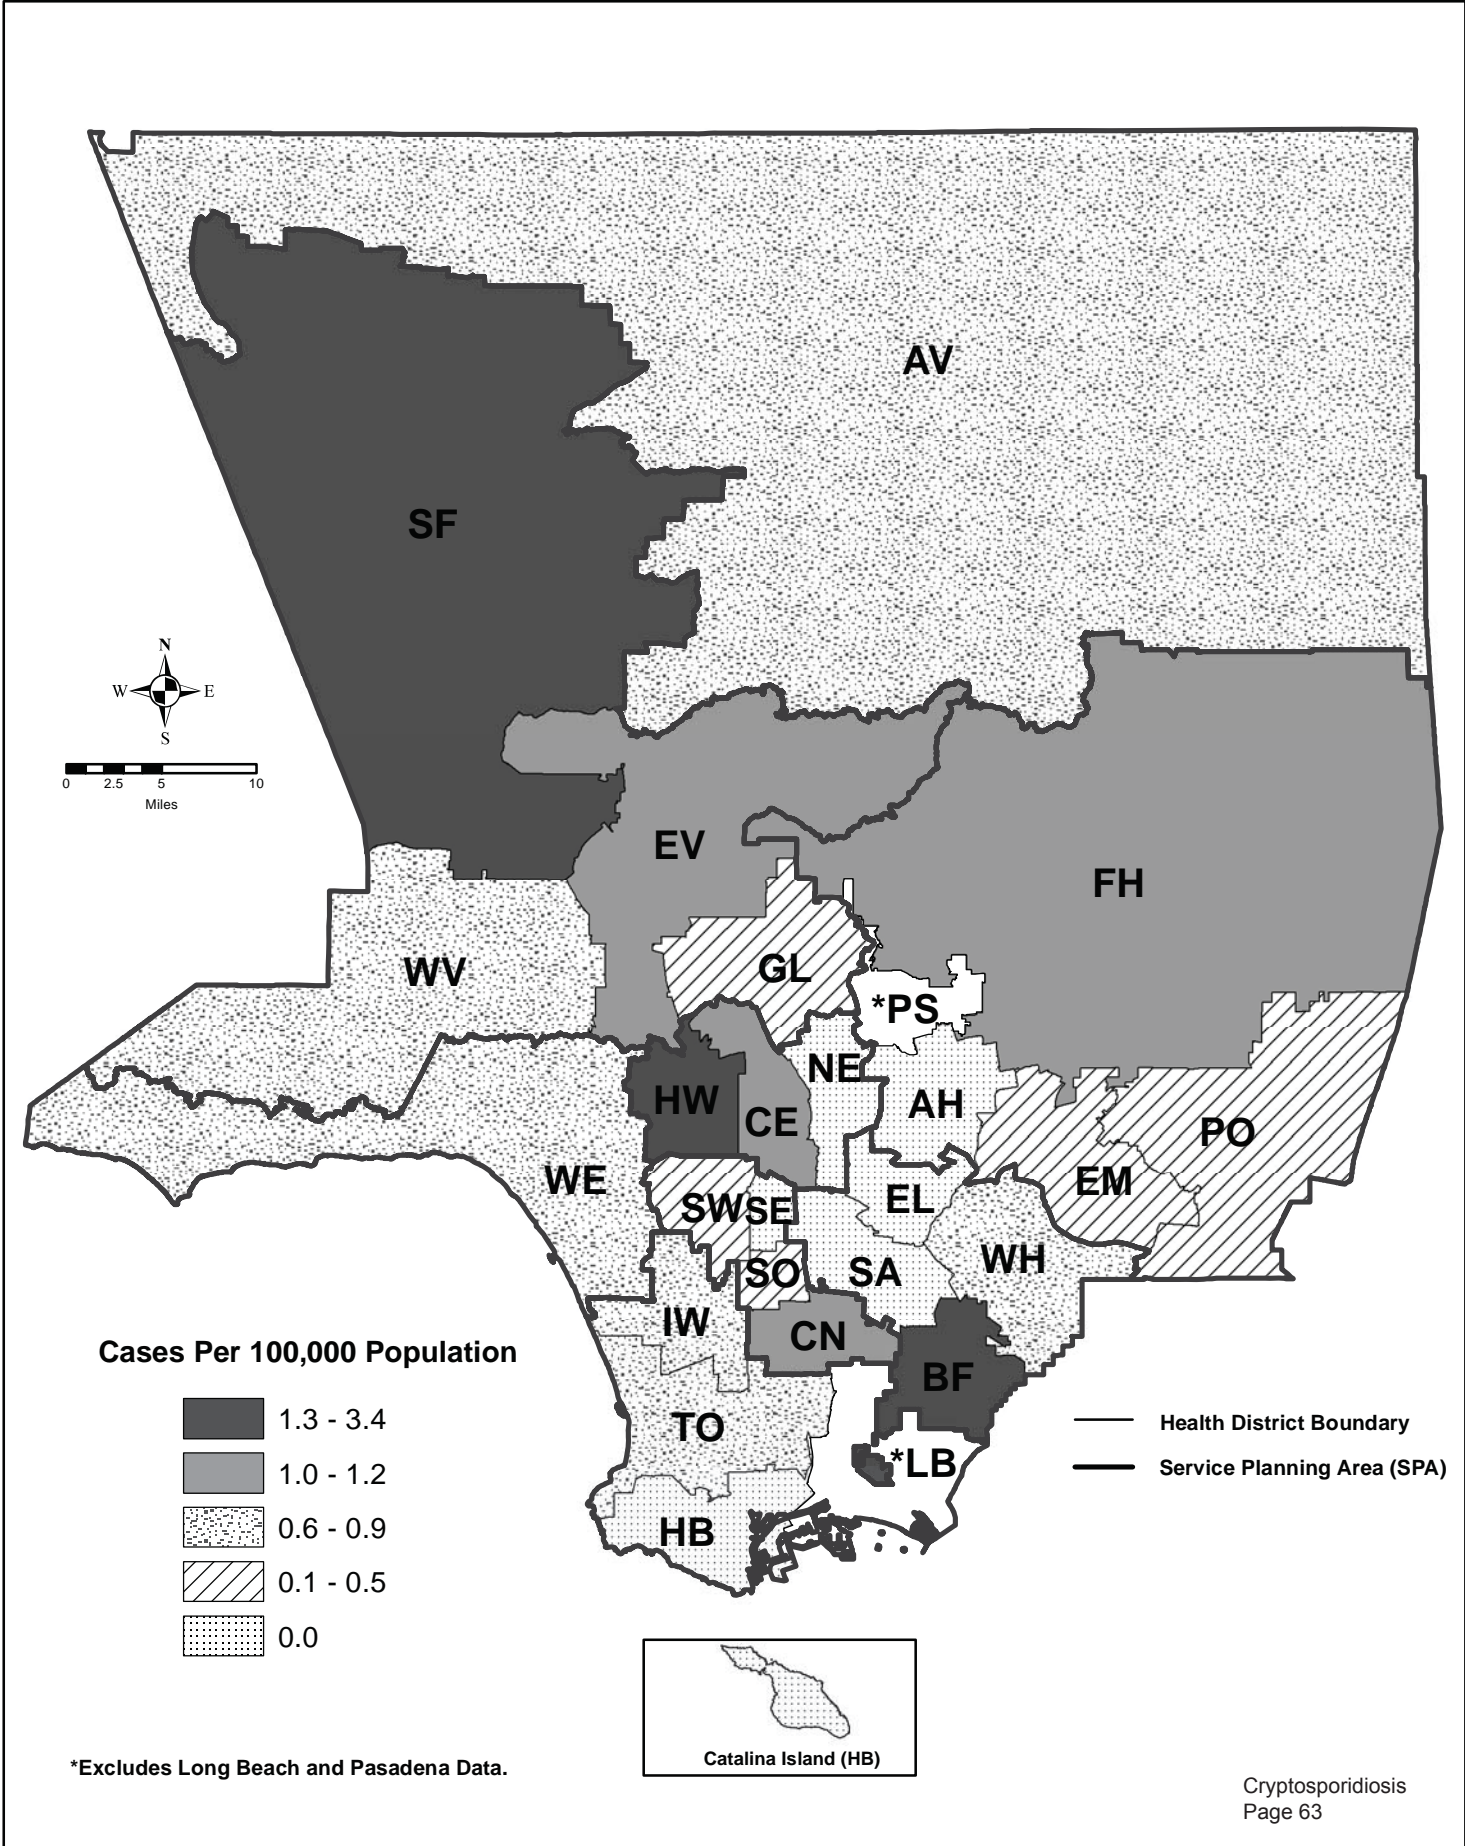 AV
SF
N
W E
S
0 2.5 5 10
Miles
EV
FH
WV
GL
*PS
NE
HW
AH
CE
PO
WE
EM
SW
SE
EL
WH
SO
SA
IW
CN
BF
TO
*LB
HB
Cases Per 100,000 Population
1.3 - 3.4
1.0 - 1.2
0.6 - 0.9
0.1 - 0.5
0.0
Health District Boundary
Service Planning Area (SPA)
Catalina Island (HB)
*Excludes Long Beach and Pasadena Data.
Cryptosporidiosis
Page 63